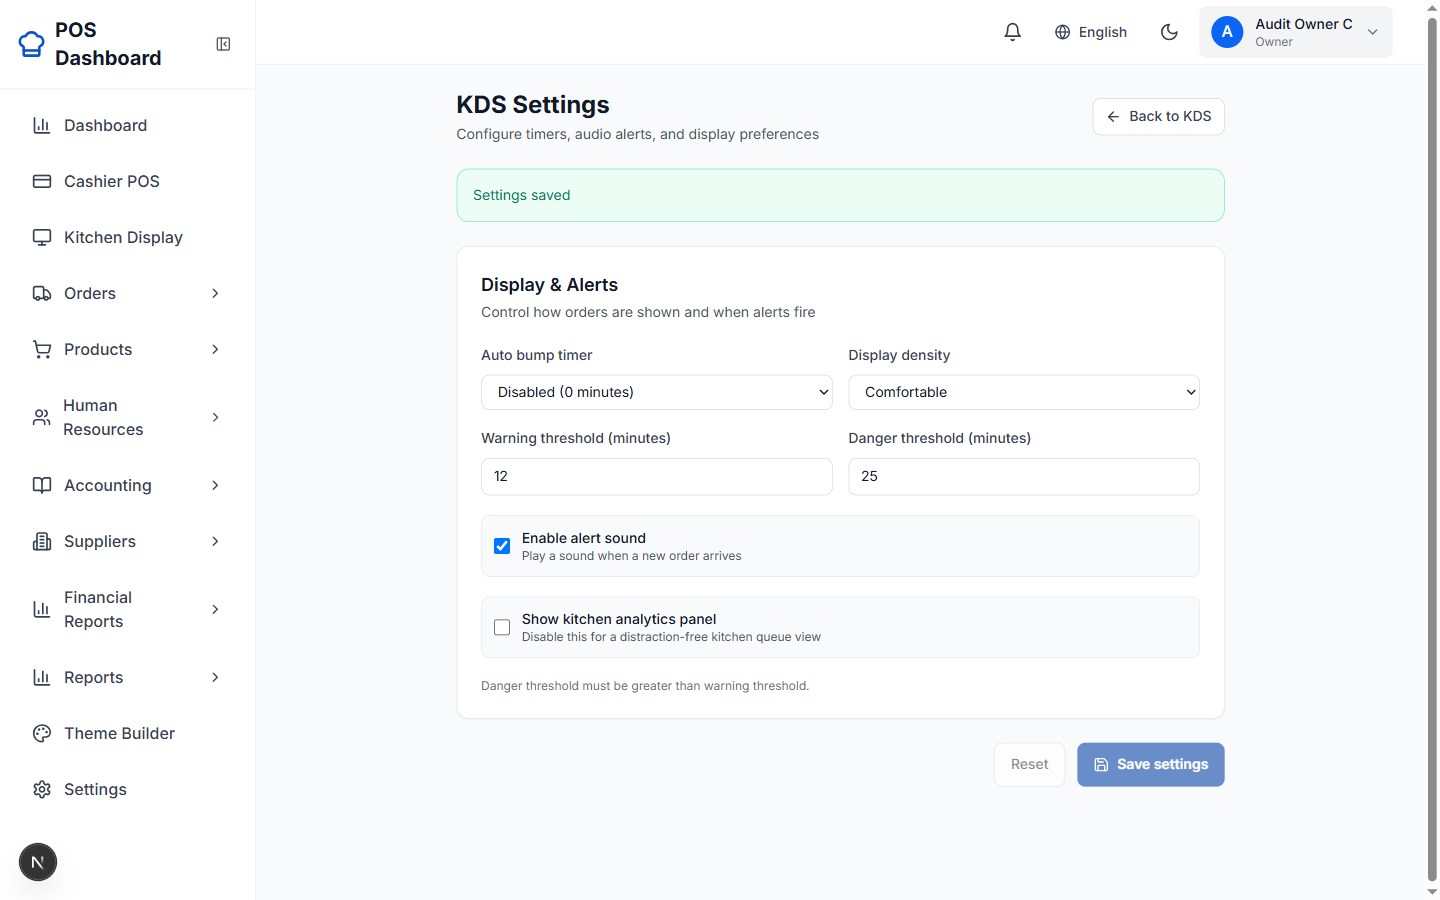 POS
Dashboard
Dashboard
Cashier POS
Kitchen Display
Orders
Products
Human
Resources
Accounting
Suppliers
Financial
Reports
Reports
Theme Builder
Settings
N
English
A
Audit Owner C
Owner
KDS Settings
Configure timers, audio alerts, and display preferences
Back to KDS
Settings saved
Display & Alerts
Control how orders are shown and when alerts fire
Auto bump timer
Display density
Disabled (0 minutes)
Comfortable
Warning threshold (minutes)
Danger threshold (minutes)
12
25
Enable alert sound
Play a sound when a new order arrives
Show kitchen analytics panel
Disable this for a distraction-free kitchen queue view
Danger threshold must be greater than warning threshold.
Reset
Save settings